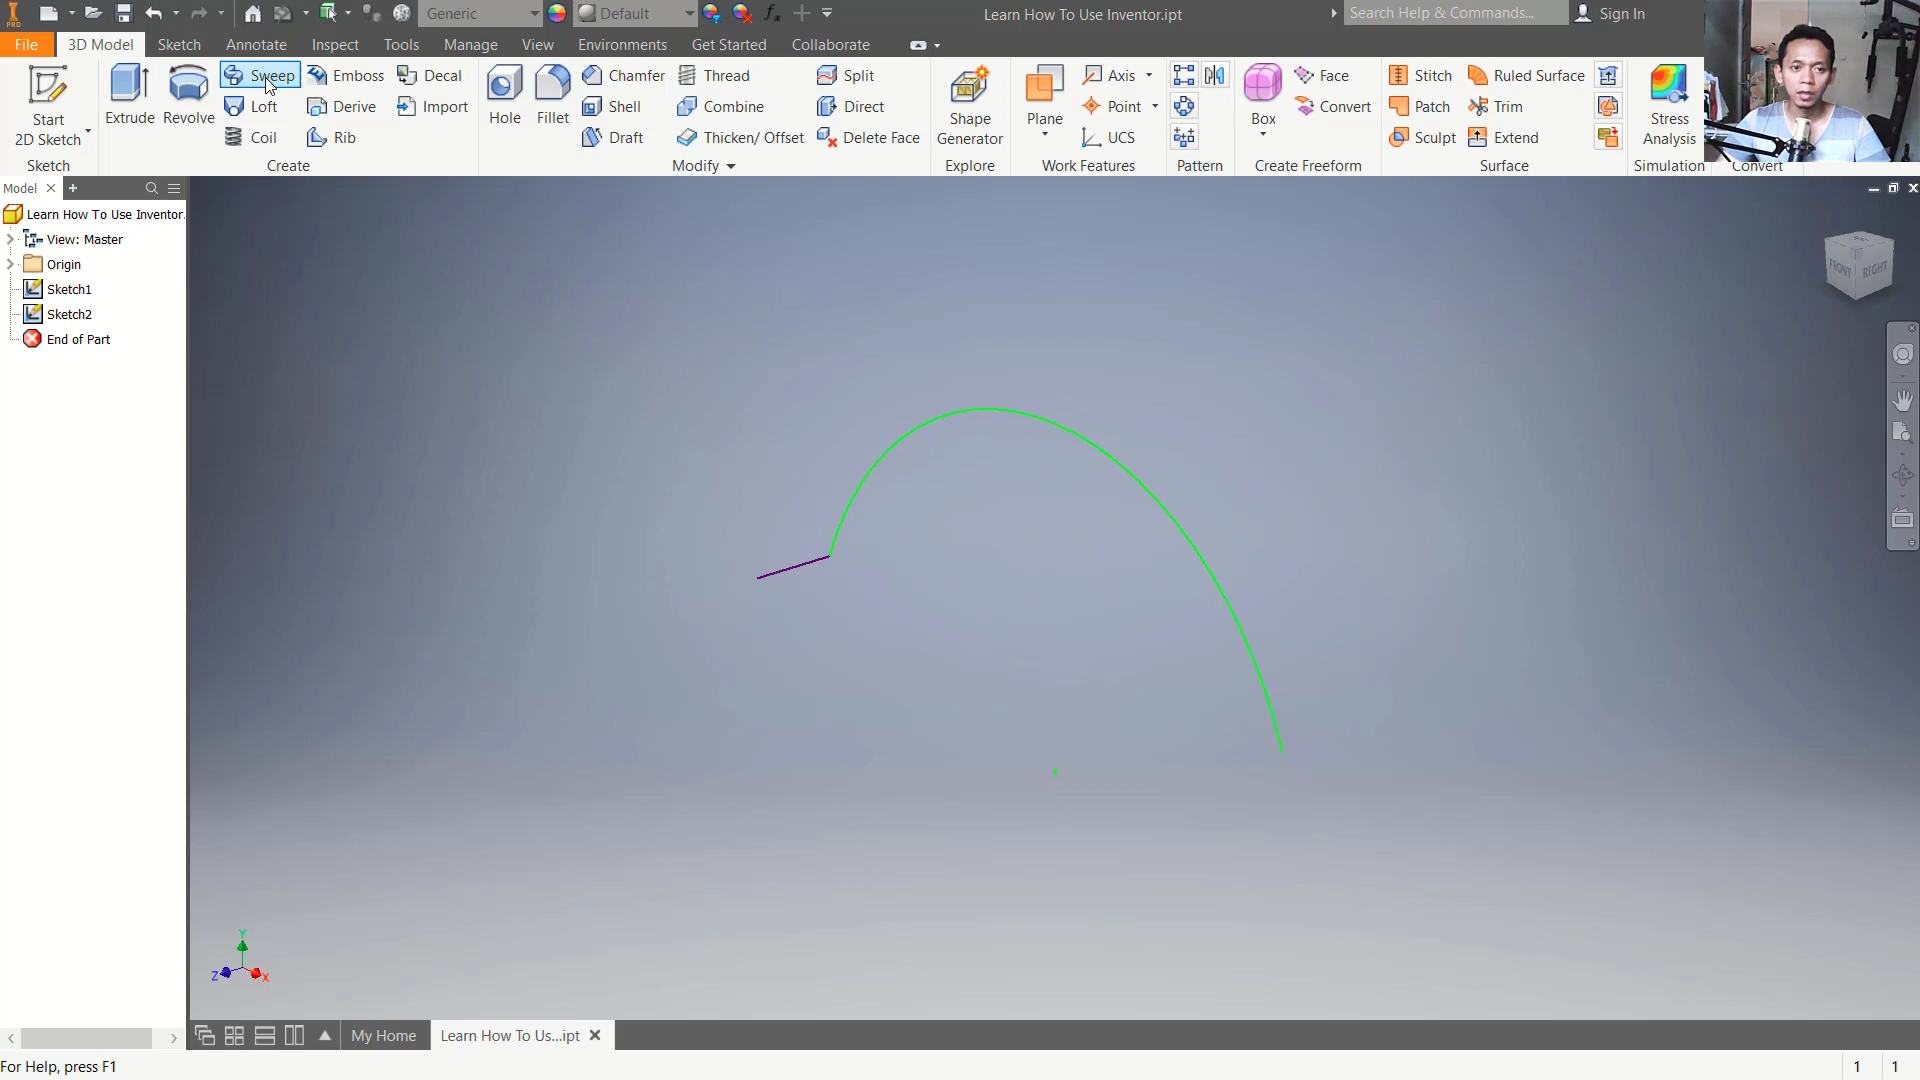 PRO
Generic
Default
Learn How To Use Inventor.ipt
Search Help & Commands...
Sign In
File
3D Model
Sketch
Annotate
Inspect
Tools
Manage
View
Environments
Get Started
Collaborate
Start
2D Sketch
Sketch
Extrude
Revolve
Sweep
Loft
Coil
Emboss
Derive
Rib
Decal
Import
Create
Hole
Fillet
Chamfer
Shell
Draft
Thread
Combine
Thicken/ Offset
Split
Direct
Delete Face
Modify
Shape
Generator
Explore
Plane
Axis
Point
UCS
Work Features
Pattern
Box
Face
Convert
Create Freeform
Stitch
Patch
Sculpt
Ruled Surface
Trim
Extend
Surface
Stress
Analysis
Simulation
Convert
Model
Learn How To Use Inventor.
View: Master
Origin
Sketch1
Sketch2
End of Part
FRONT
RIGHT
Y
Z
X
My Home
Learn How To Us...ipt
For Help, press F1
1
1